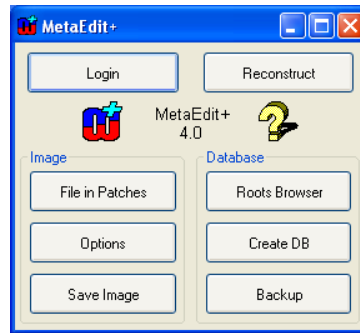 MetaEdit+
Login
Reconstruct
MetaEdit+
4.0
Image
Database
File in Patches
Roots Browser
Options
Create DB
Save Image
Backup